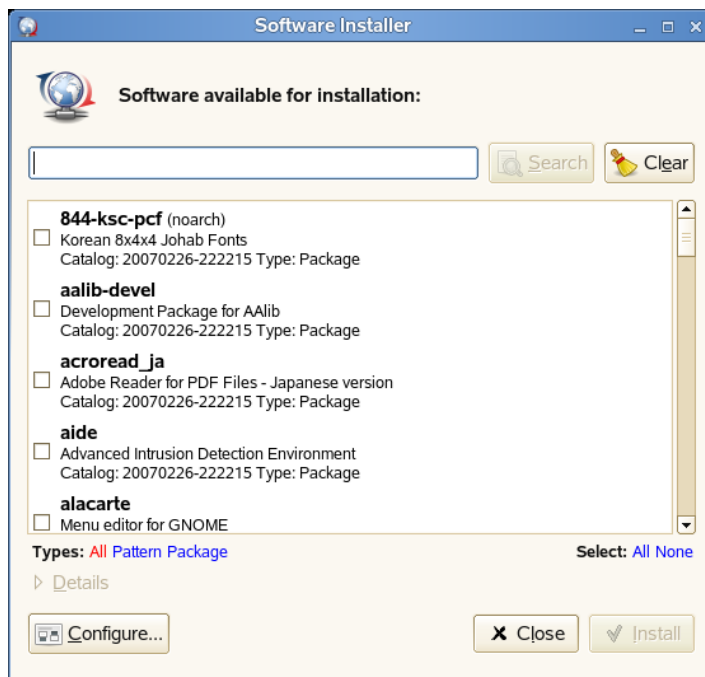 Software Installer
Software available for installation:
Search
Clear
844-ksc-pcf (noarch)
Korean 8x4x4 Johab Fonts
Catalog: 20070226-222215 Type: Package
aalib-devel
Development Package for AAlib
Catalog: 20070226-222215 Type: Package
acroread_ja
Adobe Reader for PDF Files - Japanese version
Catalog: 20070226-222215 Type: Package
aide
Advanced Intrusion Detection Environment
Catalog: 20070226-222215 Type: Package
alacarte
Menu editor for GNOME
Types: All Pattern Package
Select: All None
Details
Configure...
Close
Install